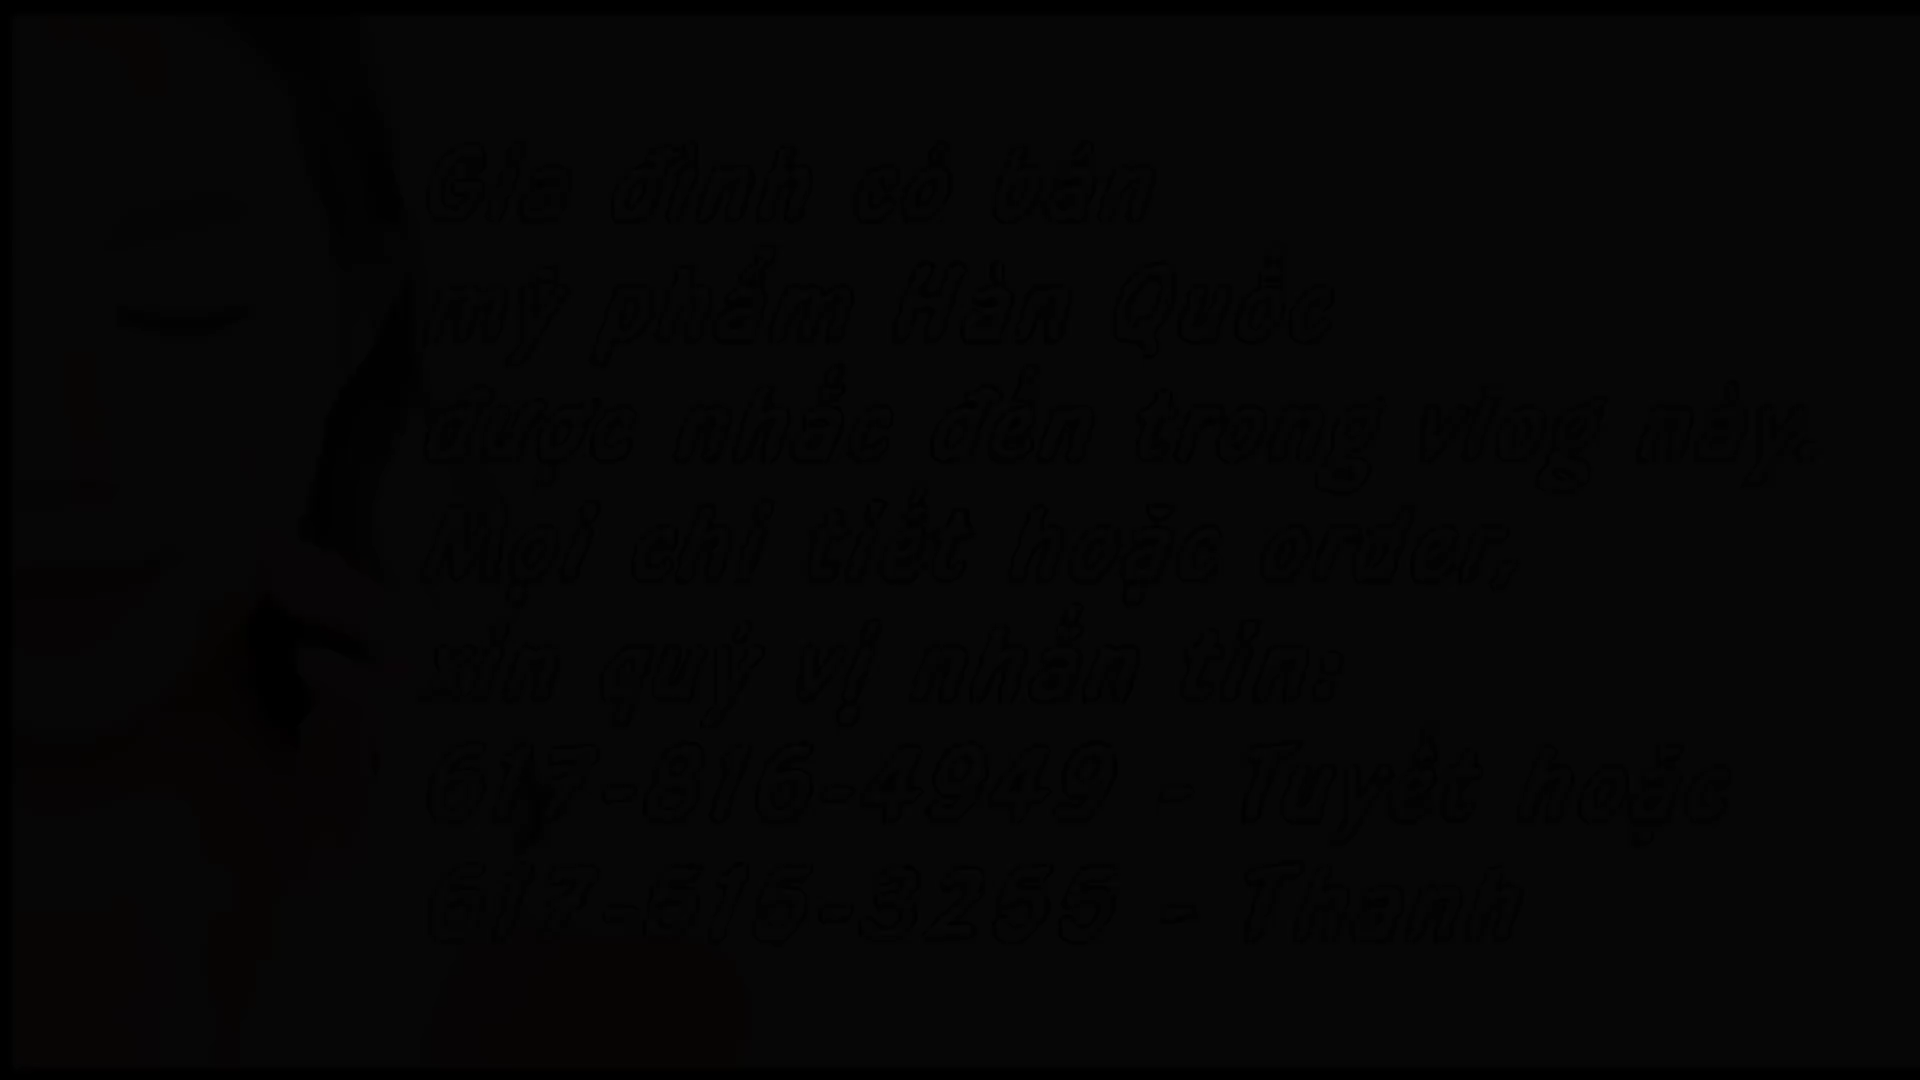 Gia đình có bán
mỹ phẩm Hàn Quốc
được nhắc đến trong vlog này.
Mọi chi tiết hoặc order,
xin quý vị nhắn tin:
617-816-4949 - Tuyết hoặc
617-516-3255 - Thanh